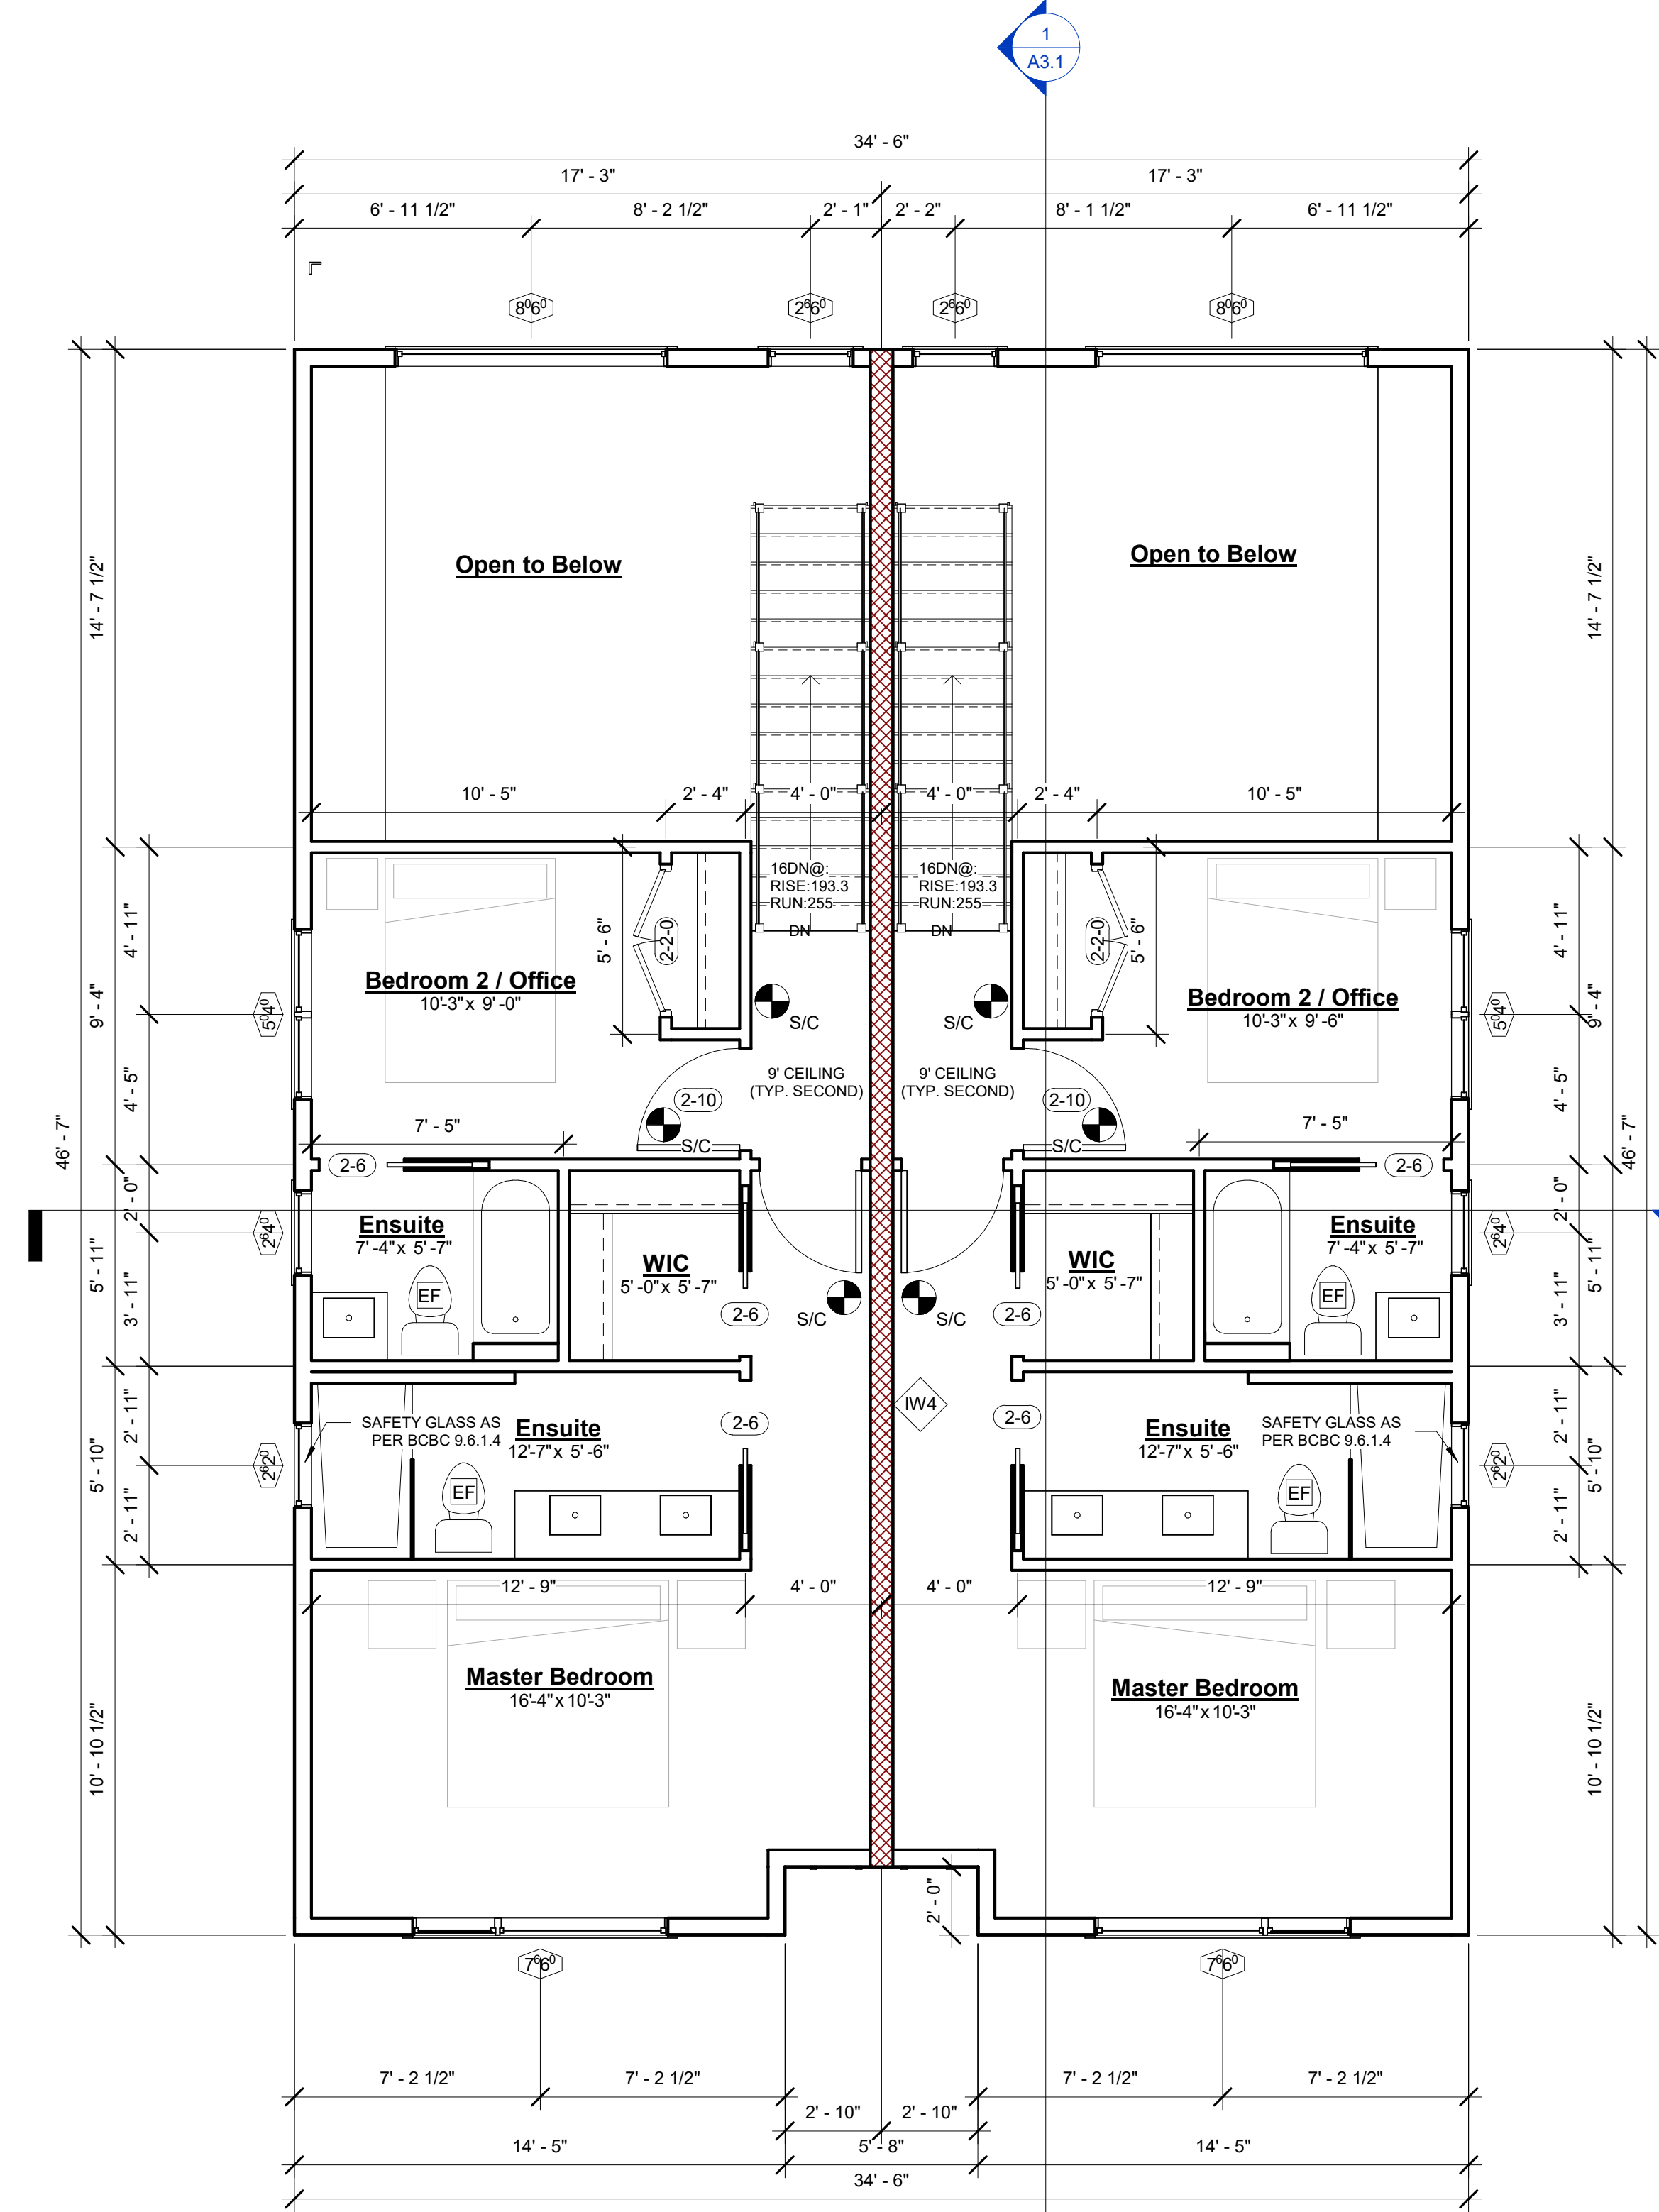 1
A3.1
34' - 6"
17' - 3"
17' - 3"
6' - 11 1/2"
8' - 2 1/2"
2' - 1"
2' - 2"
8' - 1 1/2"
6' - 11 1/2"
8⁰6⁰
2⁶6⁰
2⁶6⁰
8⁰6⁰
14' - 7 1/2"
14' - 7 1/2"
Open to Below
Open to Below
10' - 5"
2' - 4"
4' - 0"
4' - 0"
2' - 4"
10' - 5"
16DN@:
RISE:193.3
RUN:255
DN
16DN@:
RISE:193.3
RUN:255
DN
4' - 11"
9' - 4"
5⁰4⁰
5' - 6"
2-2-0
2-2-0
5' - 6"
4' - 11"
9' - 4"
5⁰4⁰
Bedroom 2 / Office
10'-3" x 9' -0"
Bedroom 2 / Office
10'-3" x 9' -6"
S/C
S/C
9' CEILING
(TYP. SECOND)
9' CEILING
(TYP. SECOND)
4' - 5"
4' - 5"
2-10
2-10
46' - 7"
46' - 7"
7' - 5"
7' - 5"
S/C
S/C
2-6
2-6
2' - 0"
2' - 0"
2⁶4⁰
2⁶4⁰
Ensuite
7' -4" x 5' -7"
WIC
5' -0" x 5' -7"
WIC
5' -0" x 5' -7"
Ensuite
7' -4" x 5' -7"
5' - 11"
3' - 11"
3' - 11"
5' - 11"
EF
EF
S/C
S/C
2-6
2-6
IW4
2' - 11"
2' - 11"
SAFETY GLASS AS
PER BCBC 9.6.1.4
Ensuite
12'-7" x 5' -6"
2-6
2-6
Ensuite
12'-7" x 5' -6"
SAFETY GLASS AS
PER BCBC 9.6.1.4
2⁶2⁰
2⁶2⁰
5' - 10"
5' - 10"
EF
EF
2' - 11"
2' - 11"
12' - 9"
4' - 0"
4' - 0"
12' - 9"
Master Bedroom
16'-4" x 10'-3"
Master Bedroom
16'-4" x 10'-3"
10' - 10 1/2"
10' - 10 1/2"
2' - 0"
7⁶6⁰
7⁶6⁰
7' - 2 1/2"
7' - 2 1/2"
7' - 2 1/2"
7' - 2 1/2"
2' - 10"
2' - 10"
14' - 5"
5' - 8"
14' - 5"
34' - 6"